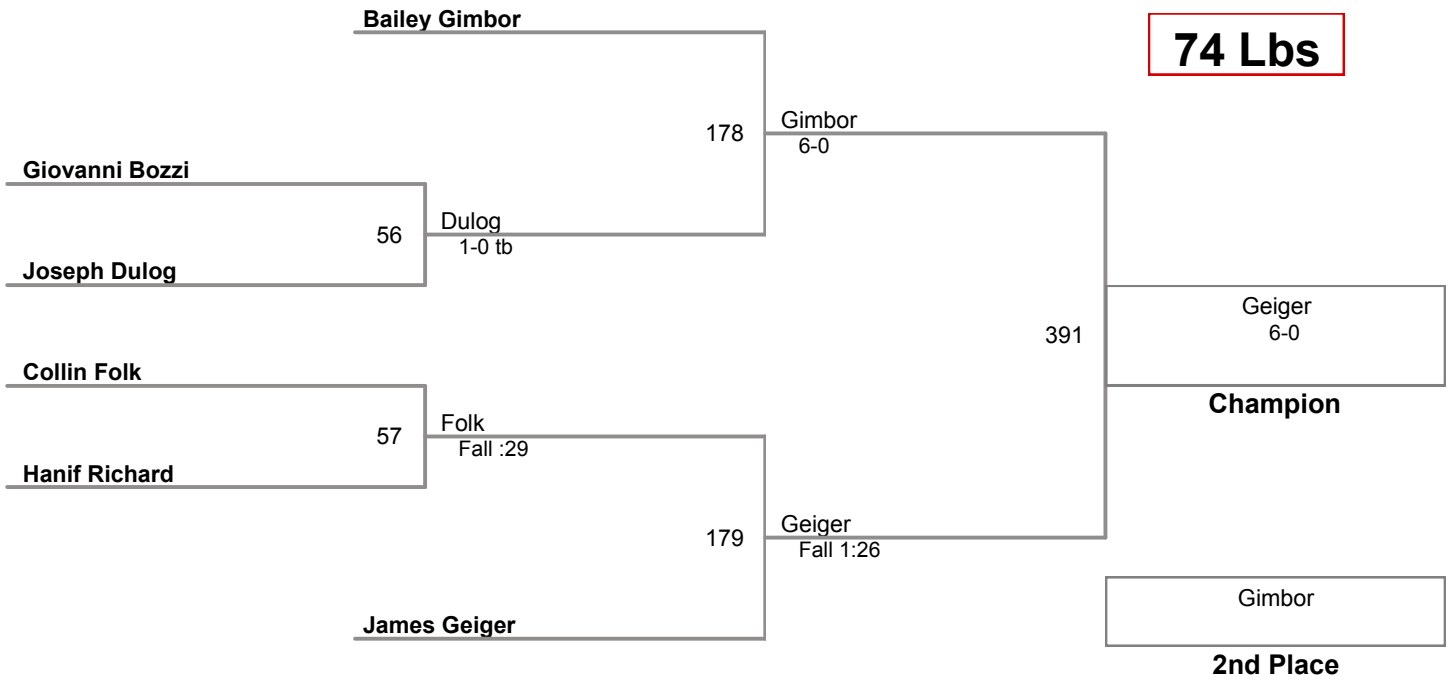 Bailey Gimbor
74 Lbs
178
Gimbor
6-0
Giovanni Bozzi
56
Dulog
1-0 tb
Joseph Dulog
391
Geiger
6-0
Champion
Collin Folk
57
Folk
Fall :29
Hanif Richard
179
Geiger
Fall 1:26
James Geiger
Gimbor
2nd Place